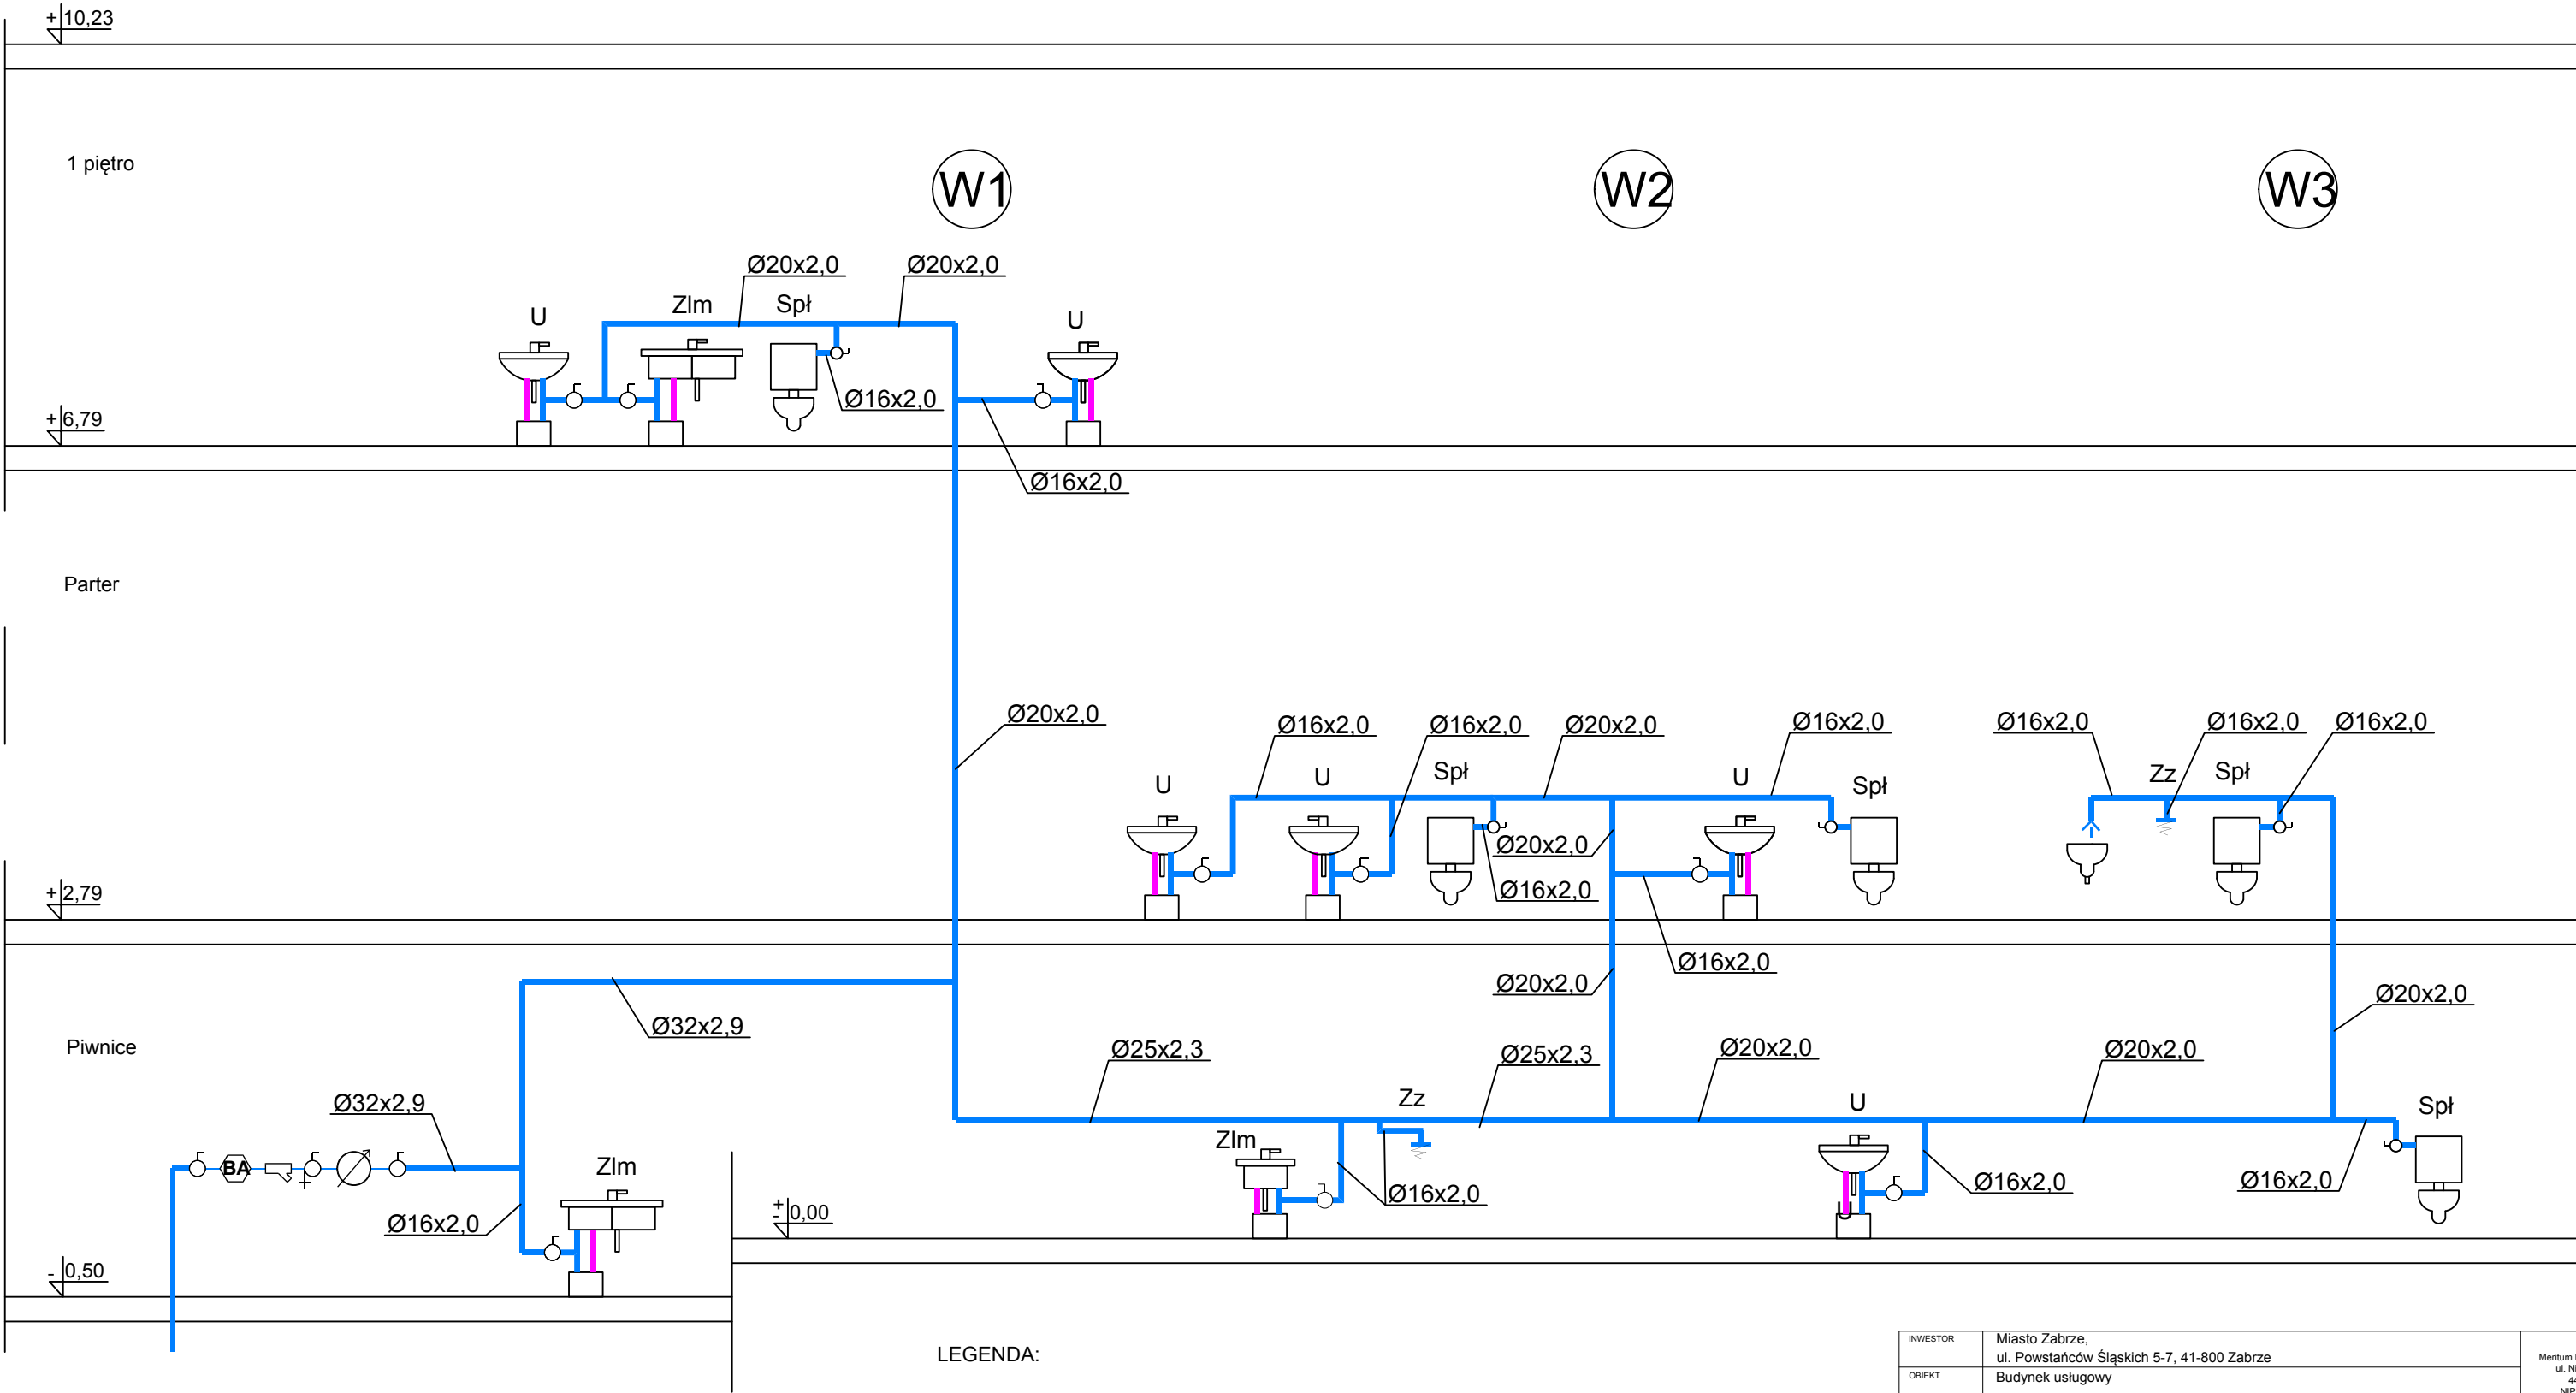 +10,23
1 piętro
W1
W2
W3
Ø20x2,0
Ø20x2,0
U
Zlm
Spł
U
Ø16x2,0
+6,79
Ø16x2,0
Parter
Ø20x2,0
Ø16x2,0
Ø16x2,0
Ø20x2,0
Ø16x2,0
Ø16x2,0
Ø16x2,0
Ø16x2,0
U
U
Spł
U
Spł
Zz
Spł
Ø20x2,0
Ø16x2,0
+2,79
Ø16x2,0
Ø20x2,0
Ø20x2,0
Ø32x2,9
Piwnice
Ø25x2,3
Ø25x2,3
Ø20x2,0
Ø20x2,0
Ø32x2,9
Zz
U
Spł
Zlm
BA
Zlm
Ø16x2,0
Ø16x2,0
Ø16x2,0
Ø16x2,0
±0,00
U
-0,50
LEGENDA:
INWESTOR
Miasto Zabrze,
ul. Powstańców Śląskich 5-7, 41-800 Zabrze
OBIEKT
Budynek usługowy
Meritum
ul.